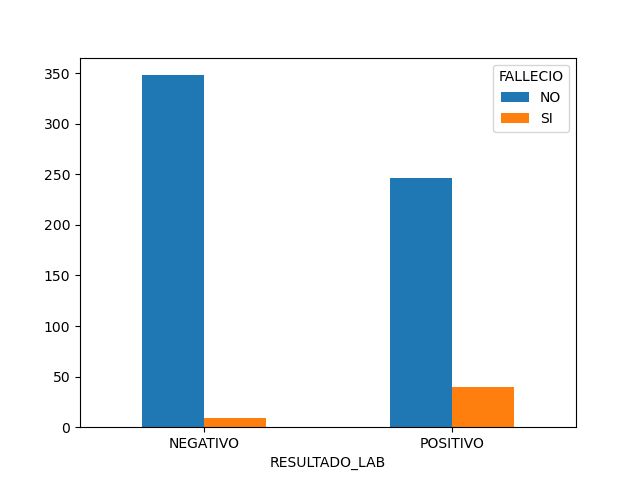 FALLECIO
NO
SI
350
300
250
200
150
100
50
0
NEGATIVO
POSITIVO
RESULTADO_LAB